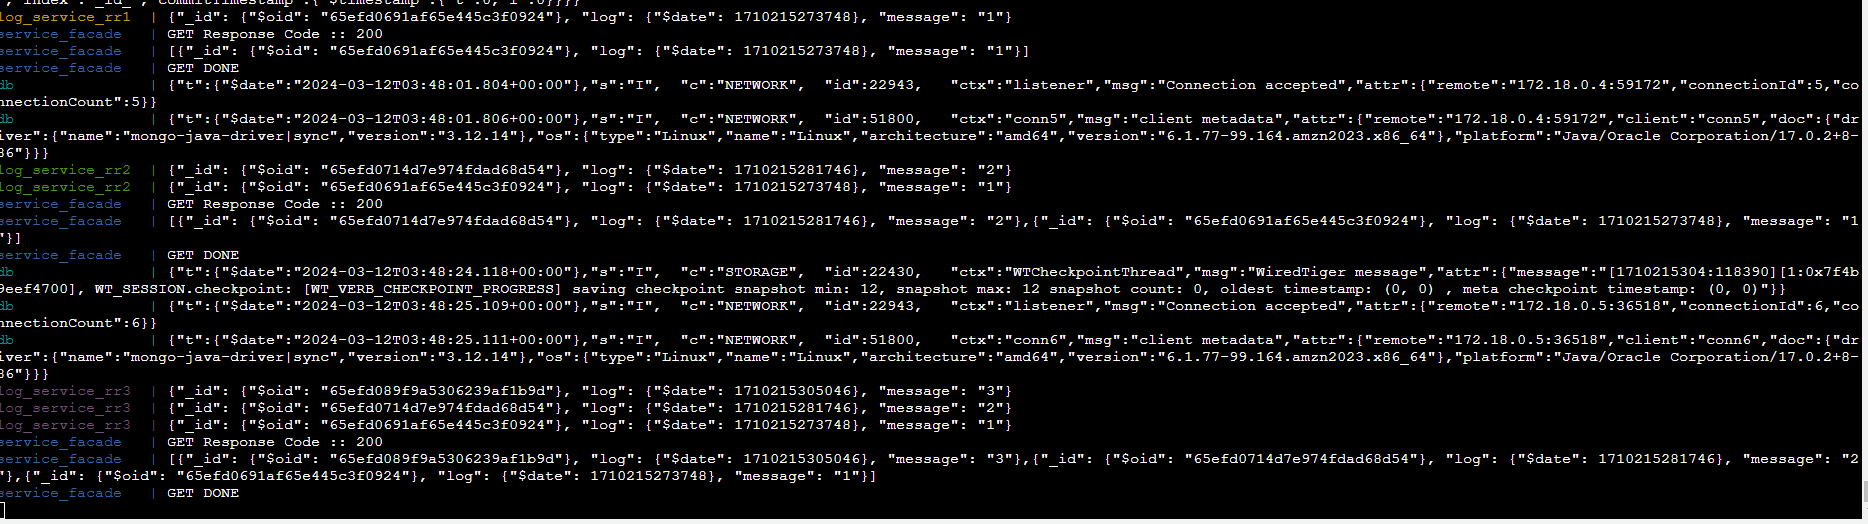 , "index":"_id_","commitTimestamp":{"$timestamp":{"t":0,"i":0}}}}
log_service_rr1 | {"_id": {"$oid": "65efd0691af65e445c3f0924"}, "log": {"$date": 1710215273748}, "message": "1"}
service_facade | GET Response Code :: 200
service_facade | [{"_id": {"$oid": "65efd0691af65e445c3f0924"}, "log": {"$date": 1710215273748}, "message": "1"}]
service_facade | GET DONE
db {"t":{"$date":"2024-03-12T03:48:01.804+00:00"},"s":"I", "c":"NETWORK", "id":22943, "ctx":"listener","msg":"Connection accepted","attr":{"remote":"172.18.0.4:59172","connectionId":5,"co
nnectionCount":5}}
db {"t":{"$date":"2024-03-12T03:48:01.806+00:00"},"s":"I", "c":"NETWORK", "id":51800, "ctx":"conn5","msg":"client metadata","attr":{"remote":"172.18.0.4:59172","client":"conn5","doc":{"dr
iver":{"name":"mongo-java-driver|sync","version":"3.12.14"},"os":{"type":"Linux","name":"Linux","architecture":"amd64","version":"6.1.77-99.164.amzn2023.x86_64"},"platform":"Java/Oracle Corporation/17.0.2+8-
86"}}}
log_service_rr2 | {"_id": {"$oid": "65efd0714d7e974fdad68d54"}, "log": {"$date": 1710215281746}, "message": "2"}
log_service_rr2 | {"_id": {"$oid": "65efd0691af65e445c3f0924"}, "log": {"$date": 1710215273748}, "message": "1"}
service_facade | GET Response Code :: 200
service_facade | [{"_id": {"$oid": "65efd0714d7e974fdad68d54"}, "log": {"$date": 1710215281746}, "message": "2"},{"_id": {"$oid": "65efd0691af65e445c3f0924"}, "log": {"$date": 1710215273748}, "message": "1
"}]
service_facade | GET DONE
db {"t":{"$date":"2024-03-12T03:48:24.118+00:00"},"s":"I", "c":"STORAGE", "id":22430, "ctx":"WTCheckpointThread","msg":"WiredTiger message","attr":{"message":"[1710215304:118390][1:0x7f4b
9eef4700], WT_SESSION.checkpoint: [WT_VERB_CHECKPOINT_PROGRESS] saving checkpoint snapshot min: 12, snapshot max: 12 snapshot count: 0, oldest timestamp: (0, 0) , meta checkpoint timestamp: (0, 0)"}}
db {"t":{"$date":"2024-03-12T03:48:25.109+00:00"},"s":"I", "c":"NETWORK", "id":22943, "ctx":"listener","msg":"Connection accepted","attr":{"remote":"172.18.0.5:36518","connectionId":6,"co
nnectionCount":6}}
db {"t":{"$date":"2024-03-12T03:48:25.111+00:00"},"s":"I", "c":"NETWORK", "id":51800, "ctx":"conn6","msg":"client metadata","attr":{"remote":"172.18.0.5:36518","client":"conn6","doc":{"dr
iver":{"name":"mongo-java-driver|sync","version":"3.12.14"},"os":{"type":"Linux","name":"Linux","architecture":"amd64","version":"6.1.77-99.164.amzn2023.x86_64"},"platform":"Java/Oracle Corporation/17.0.2+8-
86"}}}
log_service_rr3 | {"_id": {"$oid": "65efd089f9a5306239af1b9d"}, "log": {"$date": 1710215305046}, "message": "3"}
log_service_rr3 | {"_id": {"$oid": "65efd0714d7e974fdad68d54"}, "log": {"$date": 1710215281746}, "message": "2"}
log_service_rr3 | {"_id": {"$oid": "65efd0691af65e445c3f0924"}, "log": {"$date": 1710215273748}, "message": "1"}
service_facade | GET Response Code :: 200
service_facade | [{"_id": {"$oid": "65efd089f9a5306239af1b9d"}, "log": {"$date": 1710215305046}, "message": "3"},{"_id": {"$oid": "65efd0714d7e974fdad68d54"}, "log": {"$date": 1710215281746}, "message": "2
"},{"_id": {"$oid": "65efd0691af65e445c3f0924"}, "log": {"$date": 1710215273748}, "message": "1"}]
service_facade | GET DONE